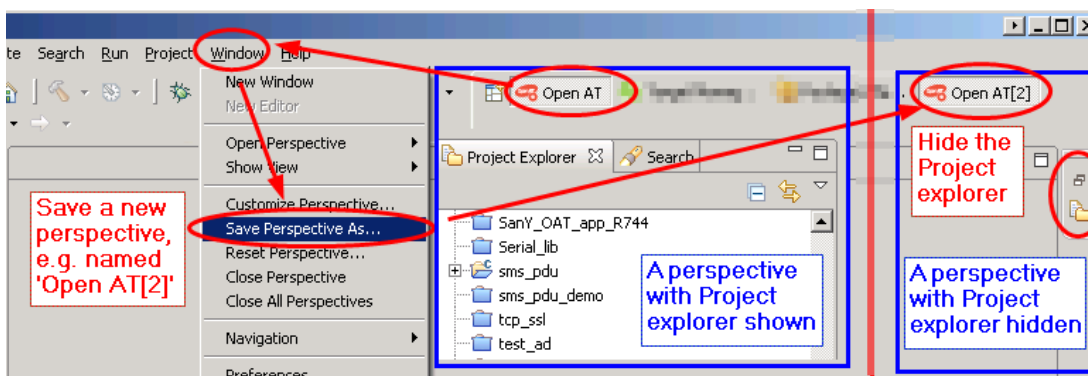 te Search Run Project Window Help
New Window
New Editor
Open Perspective
Show View
Customize Perspective...
Save Perspective As...
Reset Perspective...
Close Perspective
Close All Perspectives
Navigation
Preferences
Save a new
perspective,
e.g. named
'Open AT[2]'
Open AT
Project Explorer Search
SanY_OAT_app_R744
Serial_lib
sms_pdu
sms_pdu_demo
tcp_ssl
test_ad
A perspective
with Project
explorer shown
Open AT[2]
Hide the
Project
explorer
A perspective
with Project
explorer hidden